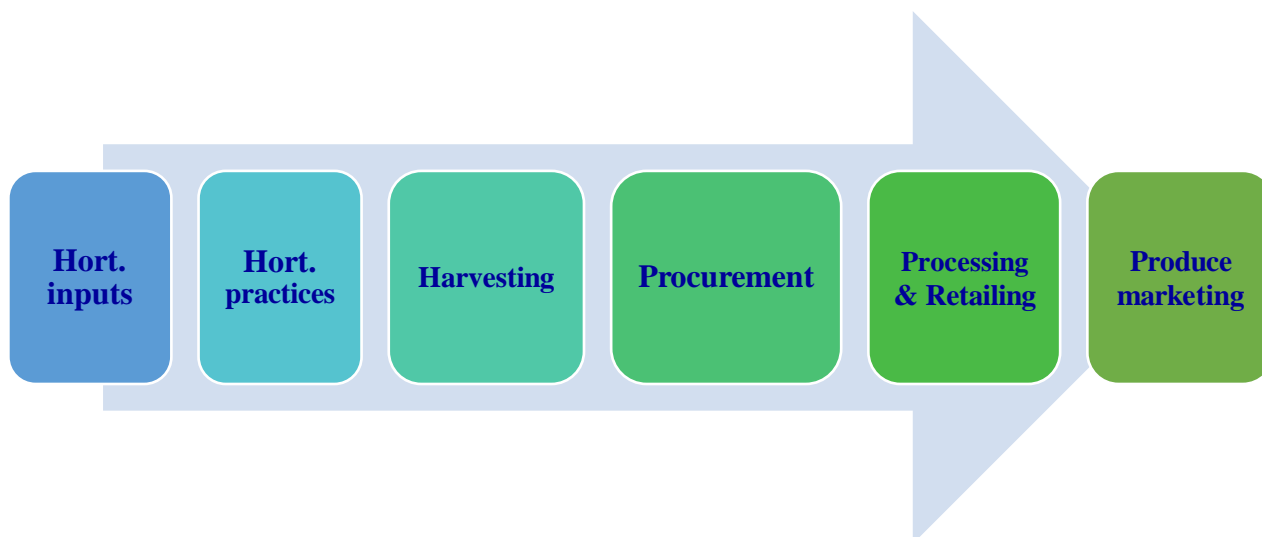 Hort.
inputs
Hort.
practices
Harvesting
Procurement
Processing
& Retailing
Produce
marketing